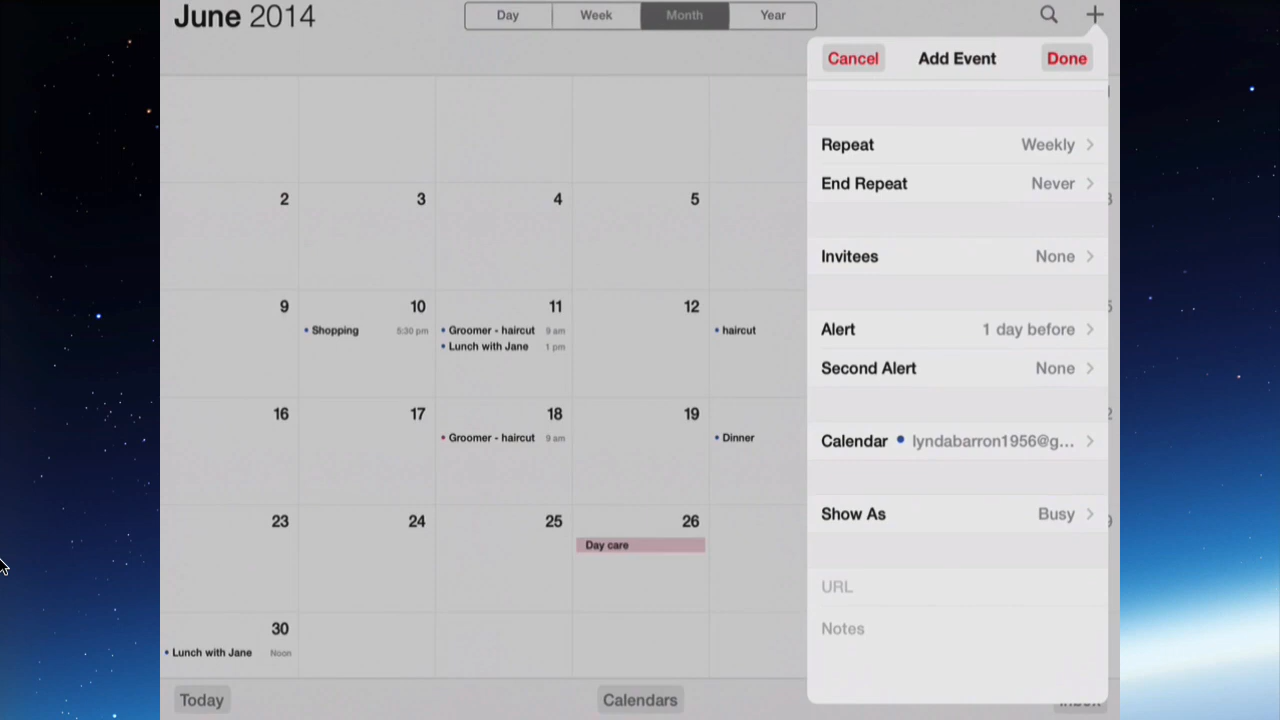 June 2014
Day Week Month Year
Cancel Add Event Done
Repeat Weekly
End Repeat Never
Invitees None
Alert 1 day before
Second Alert None
Calendar lyndabarron1956@g...
Show As Busy
URL
Notes
2 3 4 5
9 10 11 12
Shopping 5:30 pm Groomer - haircut 9 am haircut
Lunch with Jane 1 pm
16 17 18 19
Groomer - haircut 9 am Dinner
23 24 25 26
Day care
30
Lunch with Jane Noon
Today Calendars